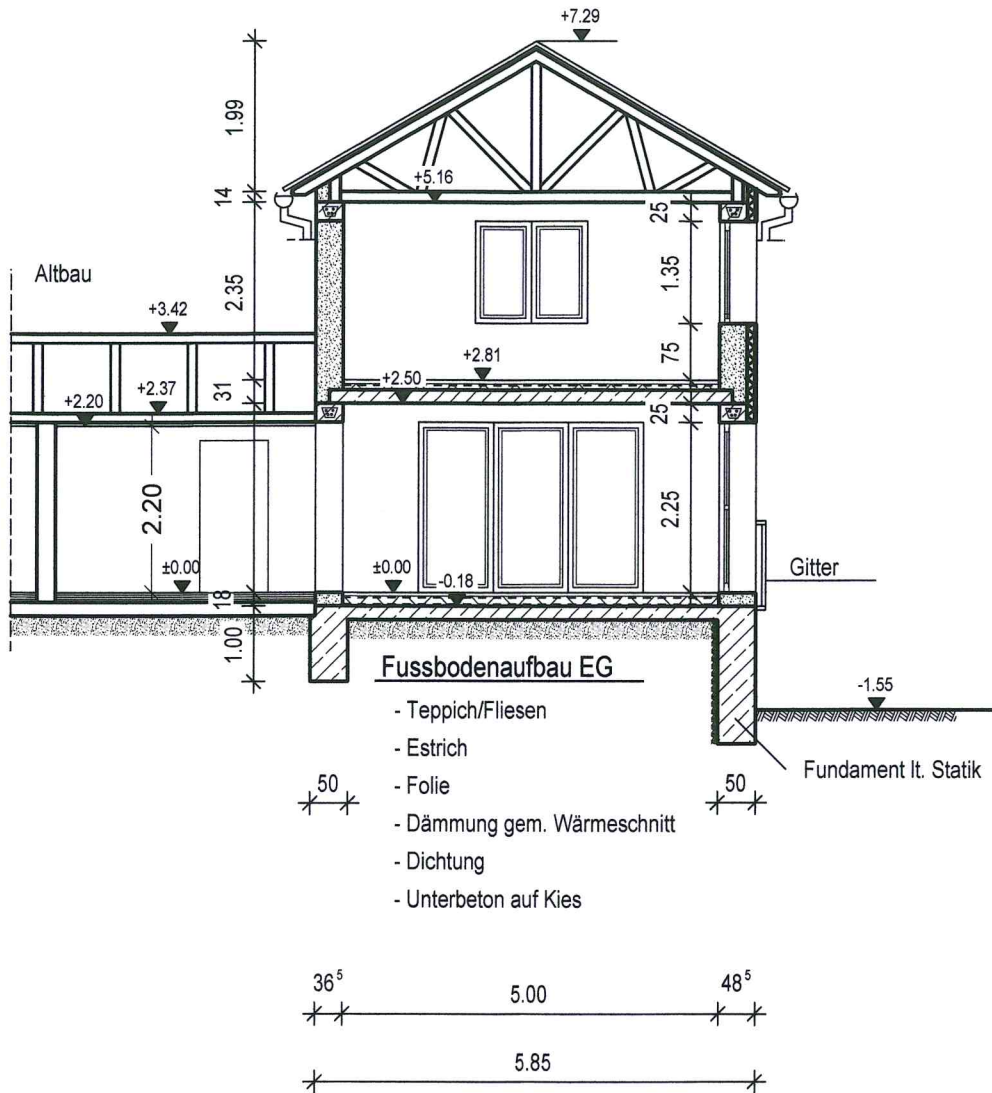 +7.29
1.99
+5.16
14
25
Altbau
2.35
1.35
+3.42
+2.81
75
+2.37
31
+2.50
+2.20
25
2.20
2.25
±0.00
±0.00
-0.18
18
Gitter
1.00
Fussbodenaufbau EG
-1.55
- Teppich/Fliesen
- Estrich
Fundament lt. Statik
50
- Folie
50
- Dämmung gem. Wärmeschnitt
- Dichtung
- Unterbeton auf Kies
36⁵
5.00
48⁵
5.85